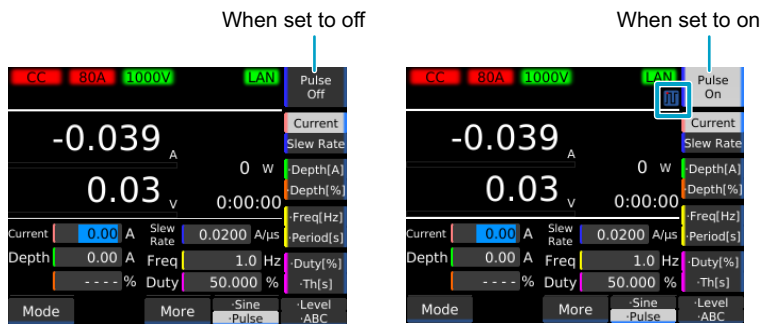 When set to off
When set to on
CC 80A 1000V LAN Pulse Off
-0.039 A
0.03 V
0 W
0:00:00
Current
Slew Rate
·Depth[A]
·Depth[%]
·Freq[Hz]
·Period[s]
·Duty[%]
·Th[s]
Current 0.00 A Slew Rate 0.0200 A/μs
Depth 0.00 A Freq 1.0 Hz
---- % Duty 50.000 %
Mode More ·Sine ·Pulse ·Level ·ABC
CC 80A 1000V LAN Pulse On
-0.039 A
0.03 V
0 W
0:00:00
Current
Slew Rate
·Depth[A]
·Depth[%]
·Freq[Hz]
·Period[s]
·Duty[%]
·Th[s]
Current 0.00 A Slew Rate 0.0200 A/μs
Depth 0.00 A Freq 1.0 Hz
---- % Duty 50.000 %
Mode More ·Sine ·Pulse ·Level ·ABC